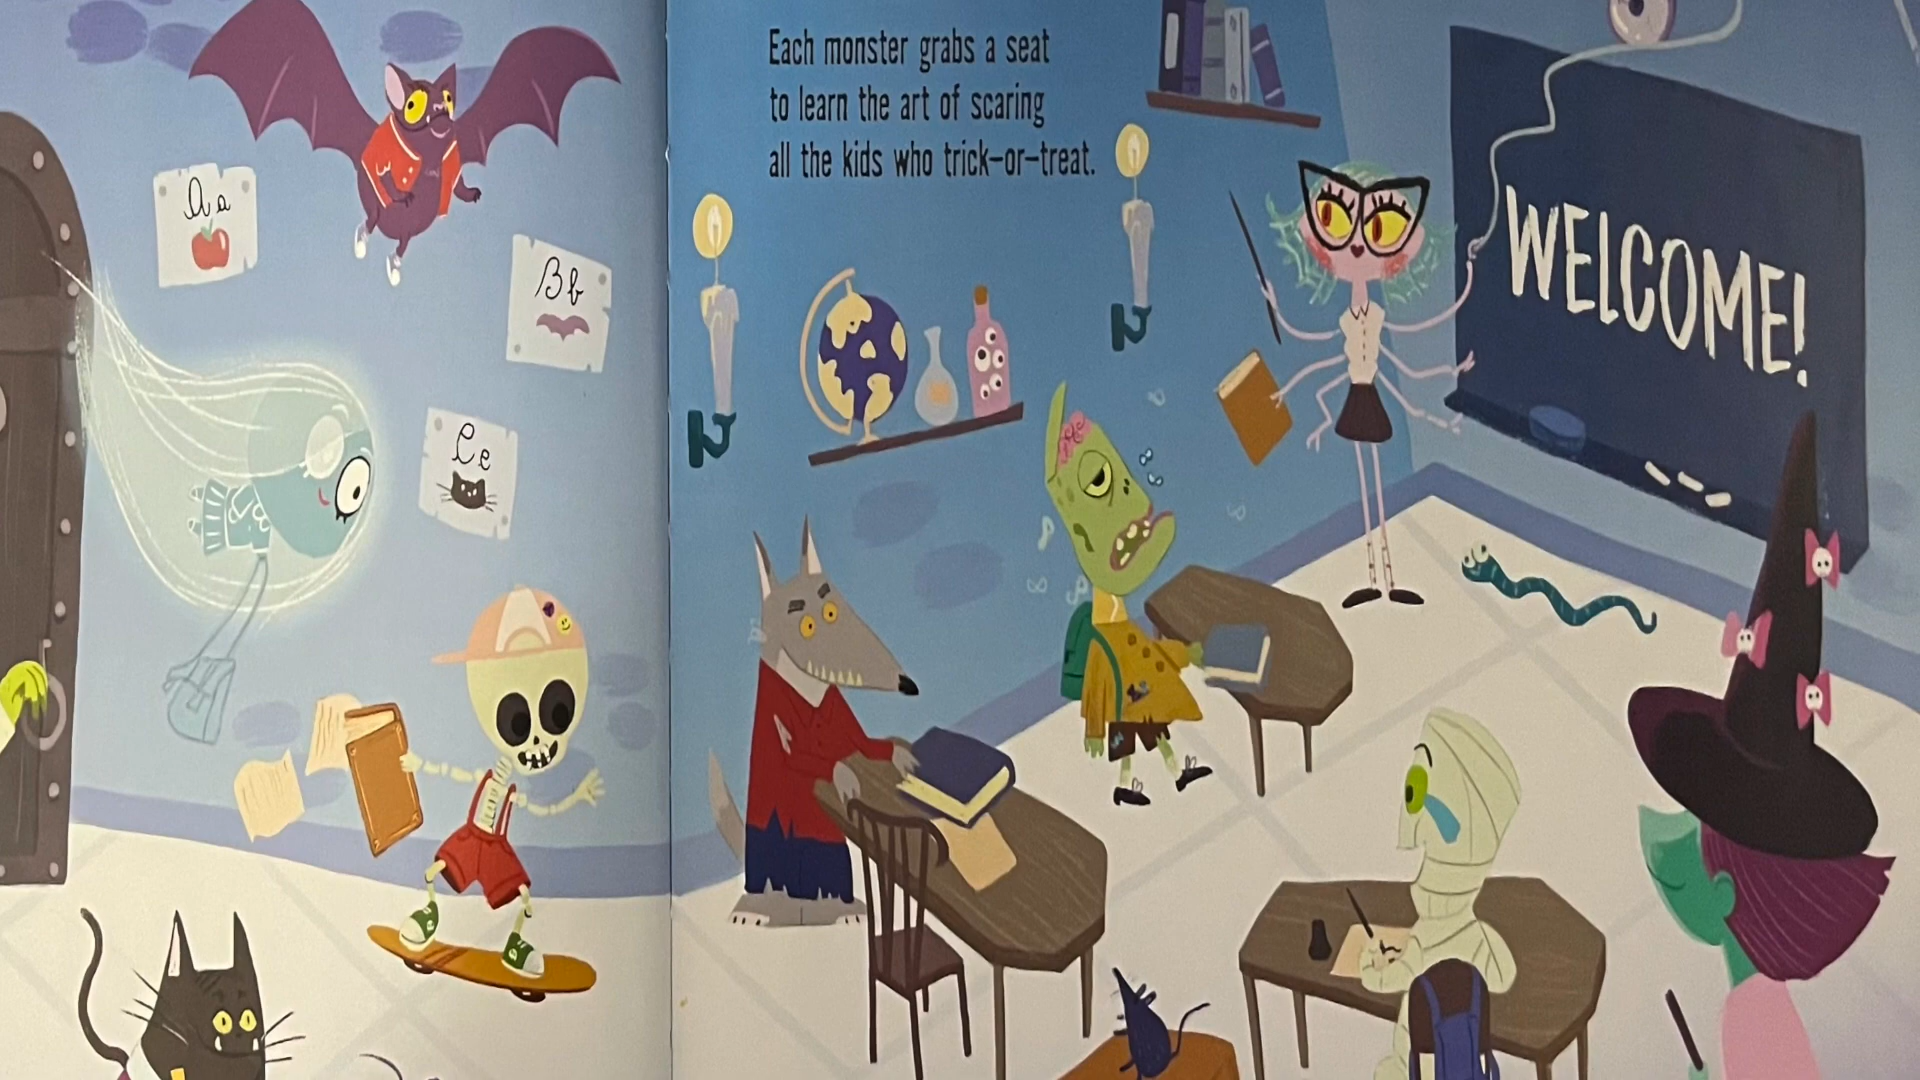 Each monster grabs a seat
to learn the art of scaring
all the kids who trick-or-treat.
Aa
Bb
Cc
WELCOME!